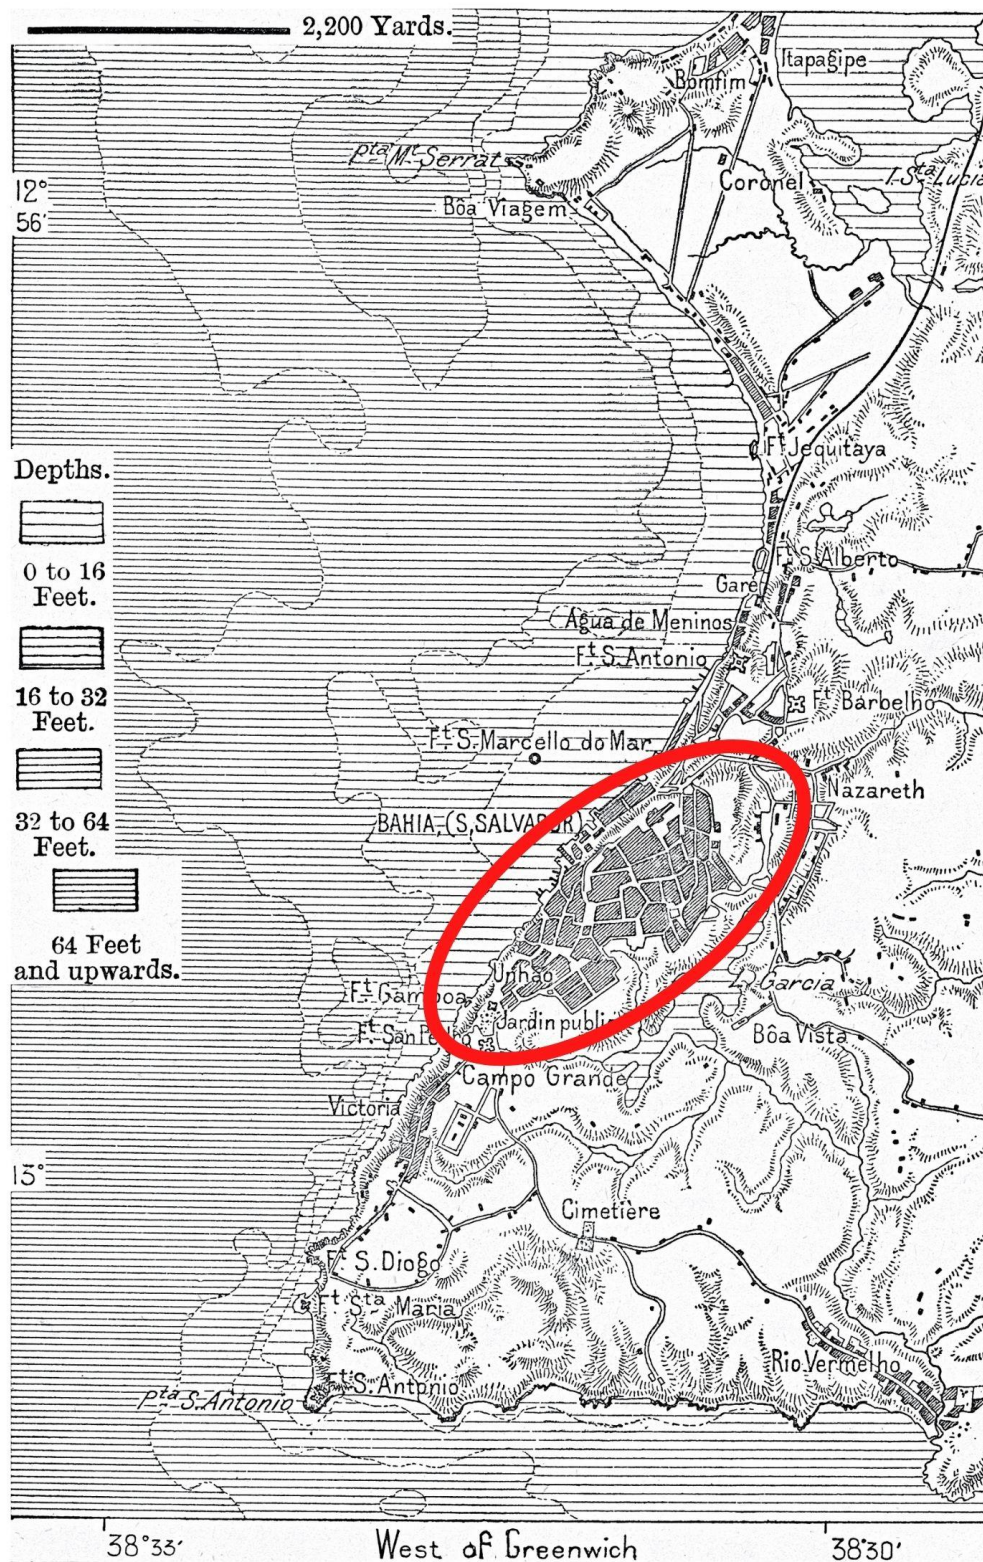 2,200 Yards.
Itapagipe
Bomfim
Pta Mt Serrat
12°
56'
Coronel
I. Sta Lucia
Bôa Viagem
Ft Jequitaya
Depths.
0 to 16
Feet.
16 to 32
Feet.
32 to 64
Feet.
64 Feet
and upwards.
Ft S. Alberto
Gare
Agua de Meninos
Ft S. Antonio
Ft Barbelho
Ft S. Marcello do Mar
Nazareth
BAHIA, (S, SALVADOR)
Unhao
Ft Gamboa
Garcia
Jardin publi
Ft San Pedro
Bôa Vista
Campo Grande
Victoria
13°
Cimetière
Ft S. Diogo
Ft Sta Maria
Rio Vermelho
Ft S. Antonio
Pta S. Antonio
38°33' West of Greenwich 38°30'